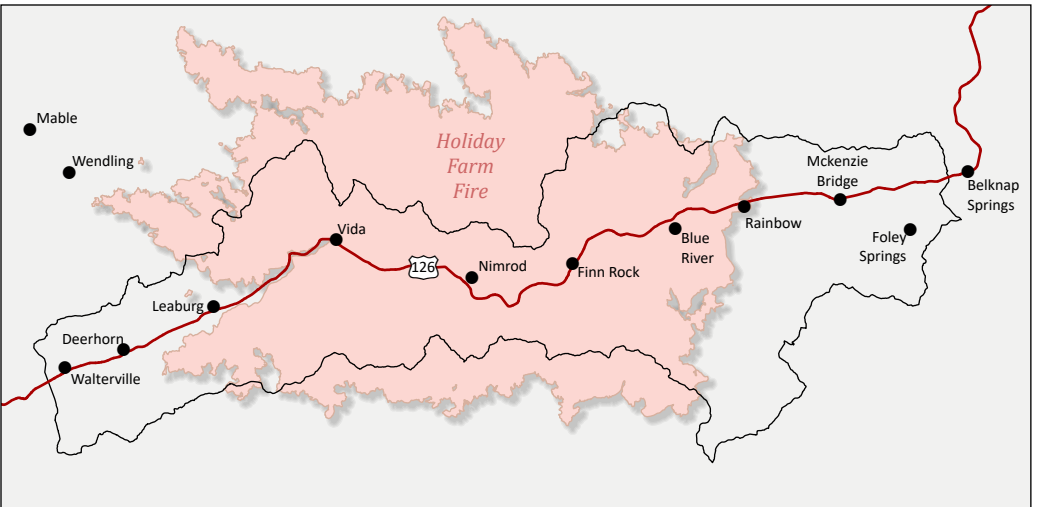 Mable
Wendling
Holiday
Farm
Fire
Mckenzie
Bridge
Belknap
Springs
Rainbow
Foley
Springs
Blue
River
Vida
126
Nimrod
Finn Rock
Leaburg
Deerhorn
Walterville